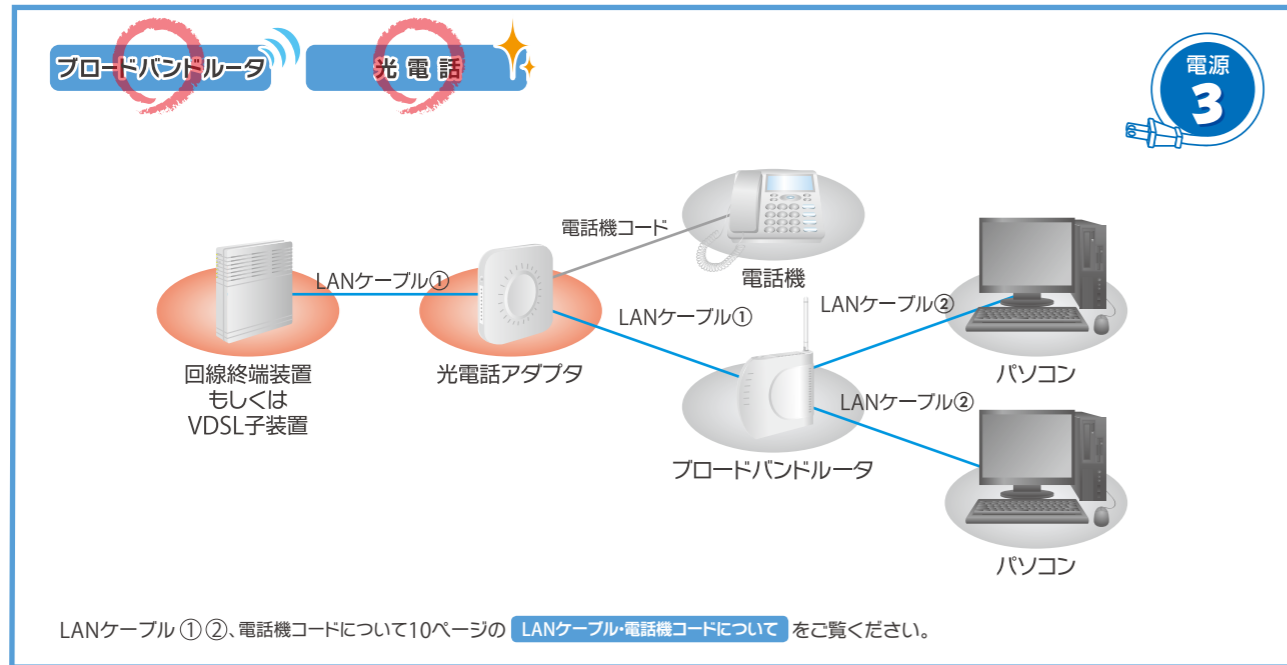 ブロードバンドルータ
光電話
電源
3
電話機コード
電話機
LANケーブル①
LANケーブル①
LANケーブル②
回線終端装置
もしくは
VDSL子装置
光電話アダプタ
パソコン
LANケーブル②
ブロードバンドルータ
パソコン
LANケーブル①②、電話機コードについて10ページの LANケーブル・電話機コードについて をご覧ください。